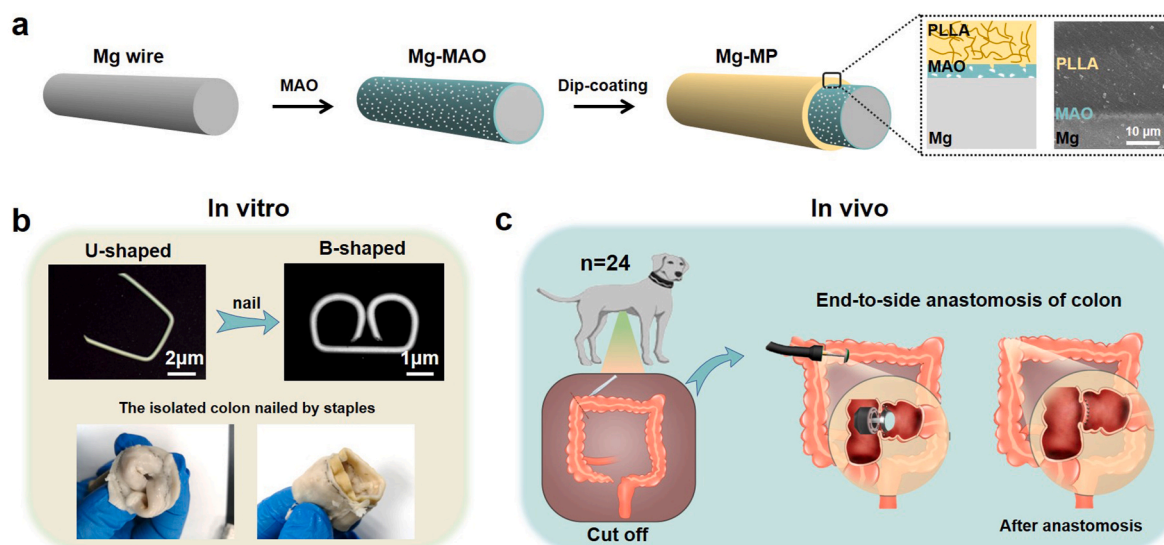 a
Mg wire
MAO
Mg-MAO
Dip-coating
Mg-MP
PLLA
MAO
Mg
PLLA
MAO
Mg
10 μm
b
In vitro
U-shaped
nail
B-shaped
2μm
1μm
The isolated colon nailed by staples
c
In vivo
n=24
Cut off
End-to-side anastomosis of colon
After anastomosis